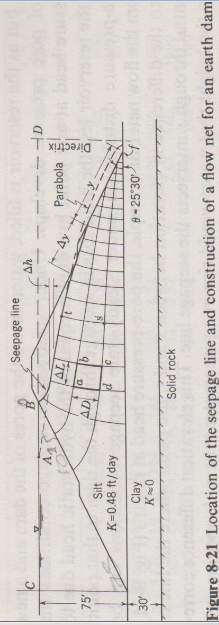 Seepage line
Δh
C
B
D
A
Directrix
Parabola
y
Δy
ΔL
t
75'
ΔD
a
b
s
f
Silt
d
c
θ=25°30'
K=0.48 ft/day
Clay
30'
K≈0
Solid rock
Figure 8-21 Location of the seepage line and construction of a flow net for an earth dam